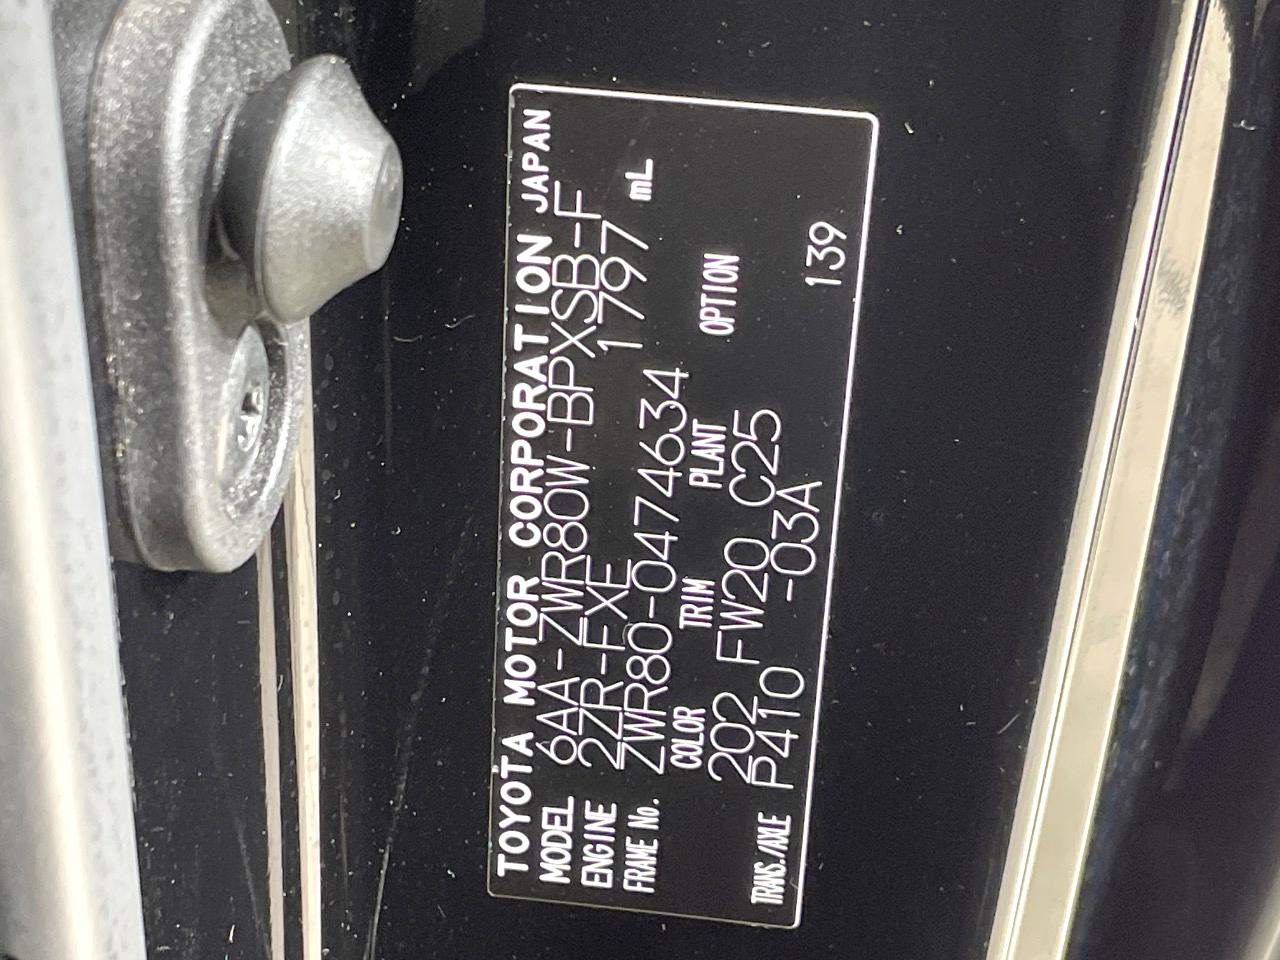 TOYOTA MOTOR CORPORATION JAPAN
MODEL 6AA-ZWR80W-BPXSB-F
ENGINE 2ZR-FXE 1797 mL
FRAME No. ZWR80-0474634
COLOR TRIM PLANT OPTION
202 FW20 C25
TRANS./AXLE P410 -03A 139